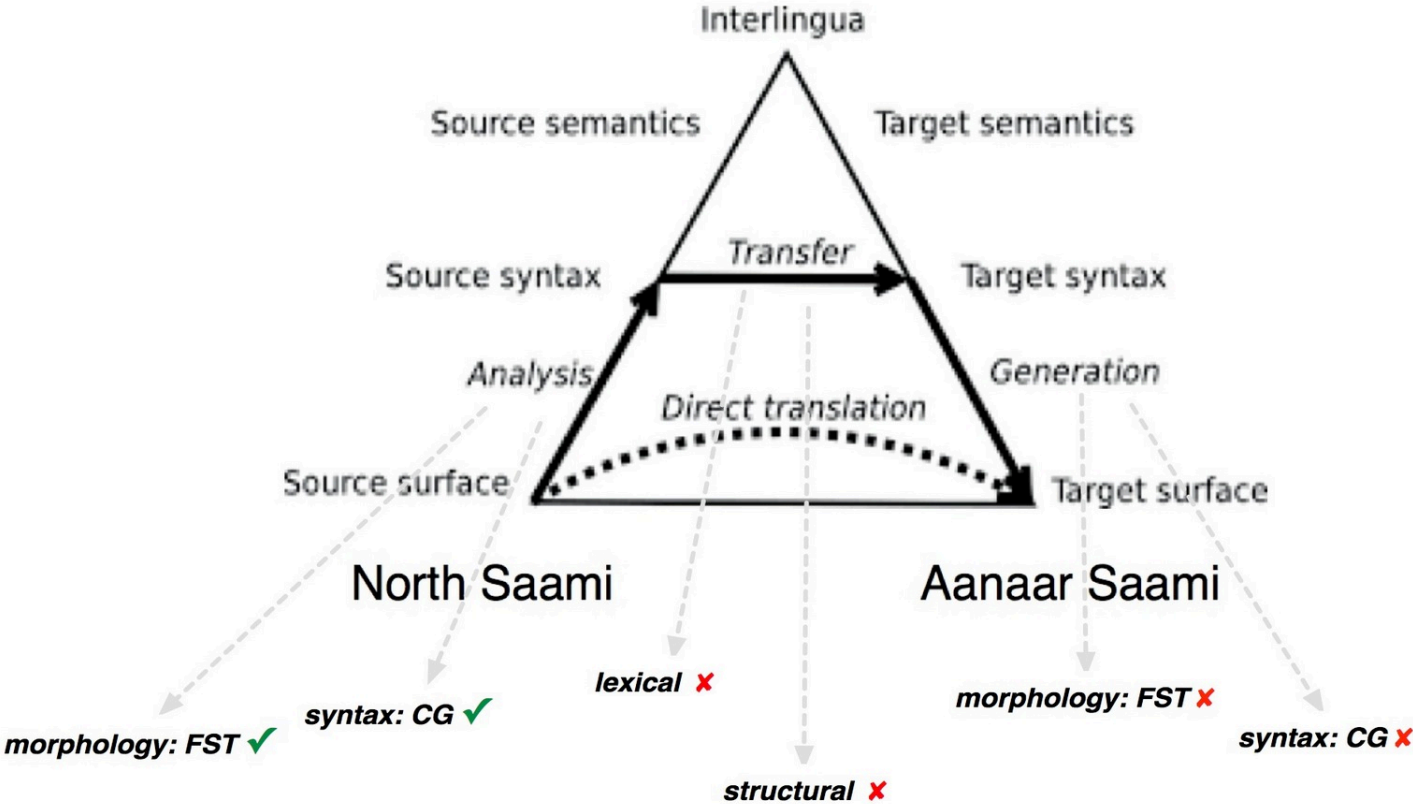 Interlingua
Source semantics
Target semantics
Transfer
Source syntax
Target syntax
Analysis
Generation
Direct translation
Source surface
Target surface
North Saami
Aanaar Saami
lexical ✘
morphology: FST ✘
syntax: CG ✓
syntax: CG ✘
morphology: FST ✓
structural ✘